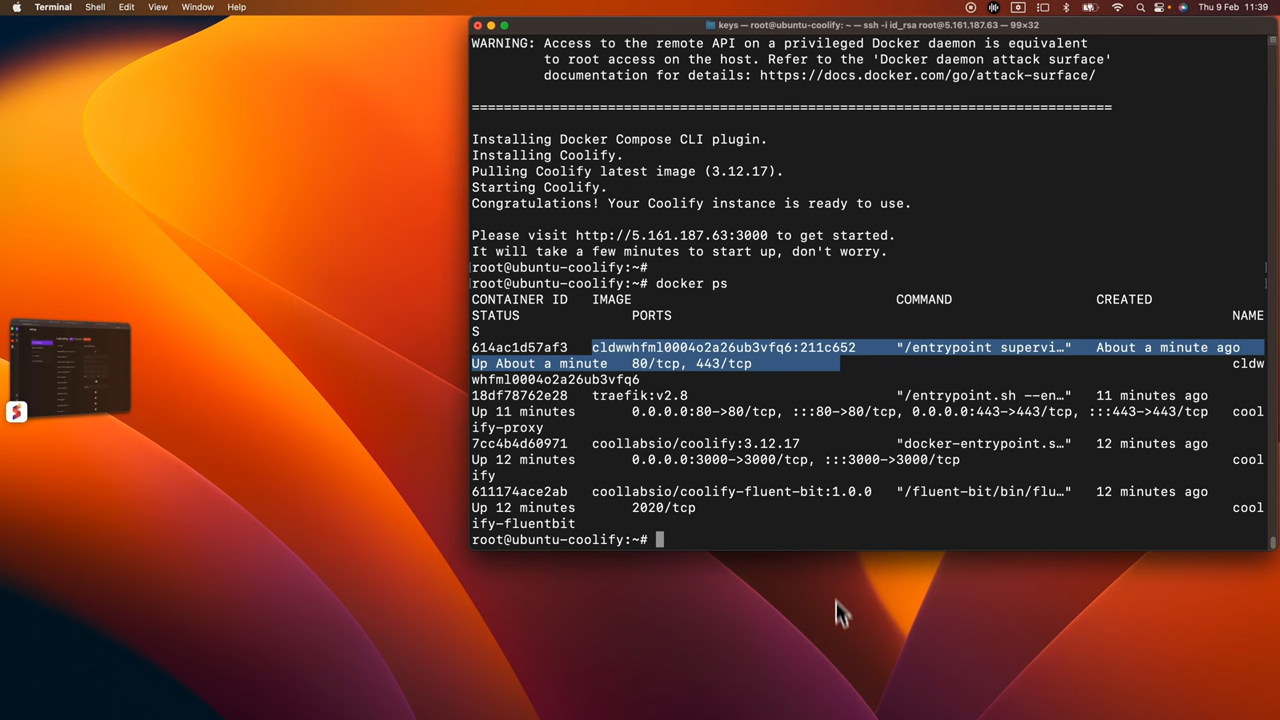 Terminal Shell Edit View Window Help Thu 9 Feb 11:39
keys — root@ubuntu-coolify: ~ — ssh -i id_rsa root@5.161.187.63 — 99×32
WARNING: Access to the remote API on a privileged Docker daemon is equivalent
to root access on the host. Refer to the 'Docker daemon attack surface'
documentation for details: https://docs.docker.com/go/attack-surface/
================================================================================
Installing Docker Compose CLI plugin.
Installing Coolify.
Pulling Coolify latest image (3.12.17).
Starting Coolify.
Congratulations! Your Coolify instance is ready to use.
Please visit http://5.161.187.63:3000 to get started.
It will take a few minutes to start up, don't worry.
root@ubuntu-coolify:~#
root@ubuntu-coolify:~# docker ps
CONTAINER ID IMAGE COMMAND CREATED
STATUS PORTS NAME
S
614ac1d57af3 cldwwhfml0004o2a26ub3vfq6:211c652 "/entrypoint supervi…" About a minute ago
Up About a minute 80/tcp, 443/tcp cldw
whfml0004o2a26ub3vfq6
18df78762e28 traefik:v2.8 "/entrypoint.sh --en… 11 minutes ago
Up 11 minutes 0.0.0.0:80->80/tcp, :::80->80/tcp, 0.0.0.0:443->443/tcp, :::443->443/tcp cool
ify-proxy
7cc4b4d60971 coollabsio/coolify:3.12.17 "docker-entrypoint.s…" 12 minutes ago
Up 12 minutes 0.0.0.0:3000->3000/tcp, :::3000->3000/tcp cool
ify
611174ace2ab coollabsio/coolify-fluent-bit:1.0.0 "/fluent-bit/bin/flu…" 12 minutes ago
Up 12 minutes 2020/tcp cool
ify-fluentbit
root@ubuntu-coolify:~#